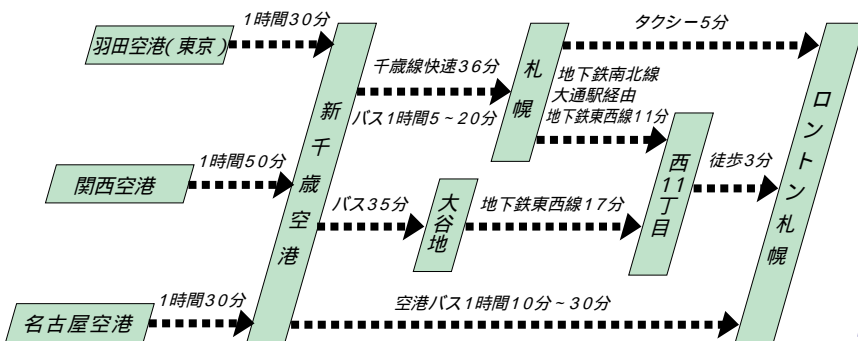 羽田空港(東京)
1時間30分
関西空港
1時間50分
名古屋空港
1時間30分
新千歳空港
千歳線快速36分
バス1時間5~20分
札幌
タクシー5分
地下鉄南北線
大通駅経由
地下鉄東西線11分
バス35分
大谷地
地下鉄東西線17分
西11丁目
徒歩3分
空港バス1時間10分~30分
ロントン札幌